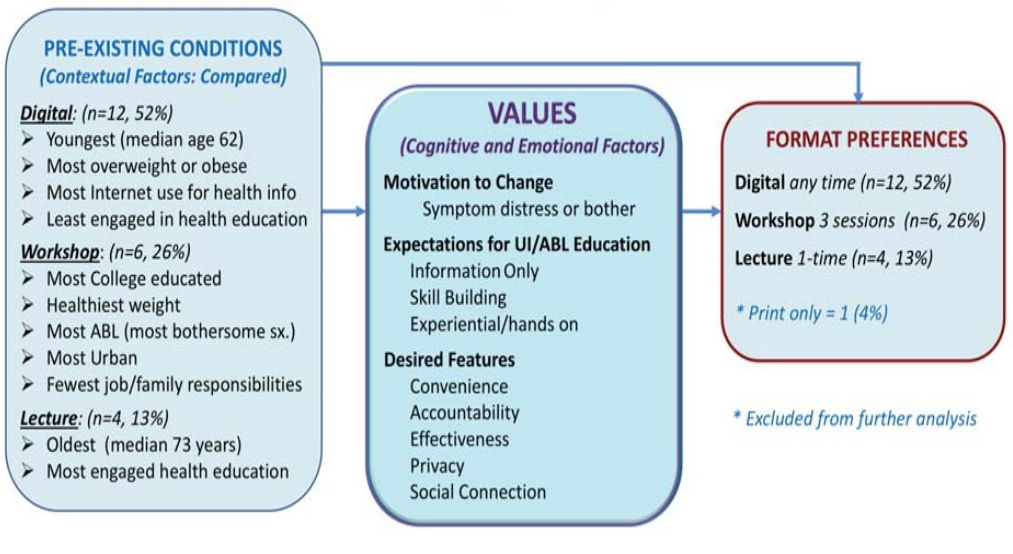 PRE-EXISTING CONDITIONS
(Contextual Factors: Compared)
Digital: (n=12, 52%)
➢ Youngest (median age 62)
➢ Most overweight or obese
➢ Most Internet use for health info
➢ Least engaged in health education
Workshop: (n=6, 26%)
➢ Most College educated
➢ Healthiest weight
➢ Most ABL (most bothersome sx.)
➢ Most Urban
➢ Fewest job/family responsibilities
Lecture: (n=4, 13%)
➢ Oldest (median 73 years)
➢ Most engaged health education
VALUES
(Cognitive and Emotional Factors)
Motivation to Change
Symptom distress or bother
Expectations for UI/ABL Education
Information Only
Skill Building
Experiential/hands on
Desired Features
Convenience
Accountability
Effectiveness
Privacy
Social Connection
FORMAT PREFERENCES
Digital any time (n=12, 52%)
Workshop 3 sessions (n=6, 26%)
Lecture 1-time (n=4, 13%)
* Print only = 1 (4%)
* Excluded from further analysis